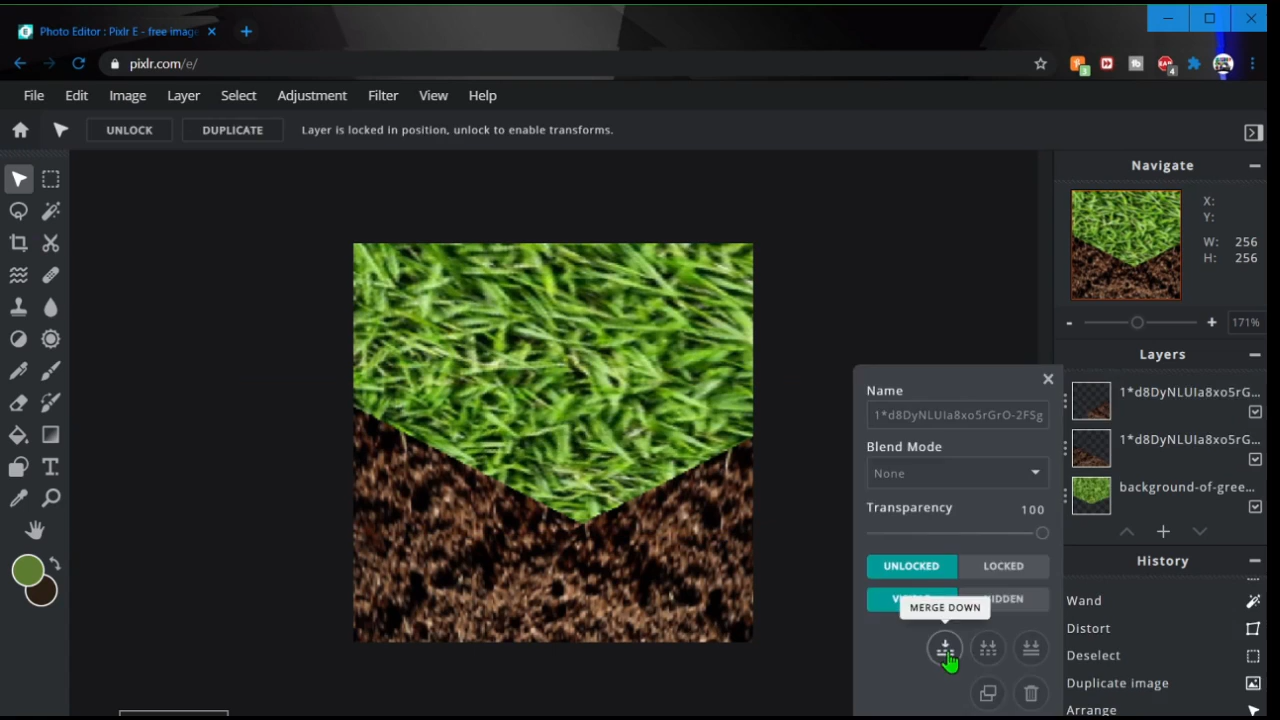 Photo Editor : Pixlr E - free imag
pixlr.com/e/
3
4
File Edit Image Layer Select Adjustment Filter View Help
UNLOCK DUPLICATE Layer is locked in position, unlock to enable transforms.
Navigate
X:
Y:
W: 256
H: 256
- + 171%
Layers
1*d8DyNLUIa8xo5rG...
1*d8DyNLUIa8xo5rG...
background-of-gree...
Name
1*d8DyNLUIa8xo5rGrO-2FSg
Blend Mode
None
Transparency 100
UNLOCKED LOCKED
HIDDEN
MERGE DOWN
History
Wand
Distort
Deselect
Duplicate image
Arrange